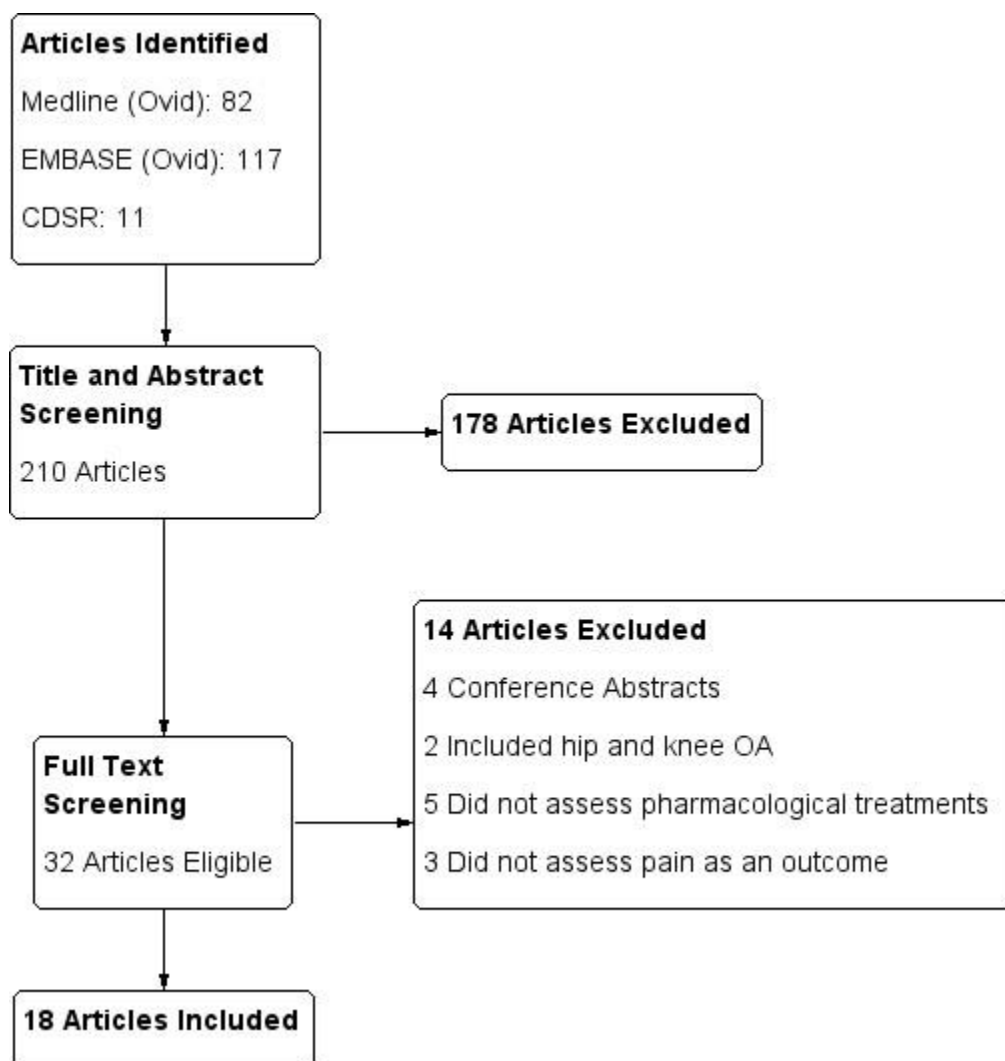 Articles Identified
Medline (Ovid): 82
EMBASE (Ovid): 117
CDSR: 11
Title and Abstract
Screening
210 Articles
178 Articles Excluded
14 Articles Excluded
4 Conference Abstracts
2 Included hip and knee OA
5 Did not assess pharmacological treatments
3 Did not assess pain as an outcome
Full Text
Screening
32 Articles Eligible
18 Articles Included